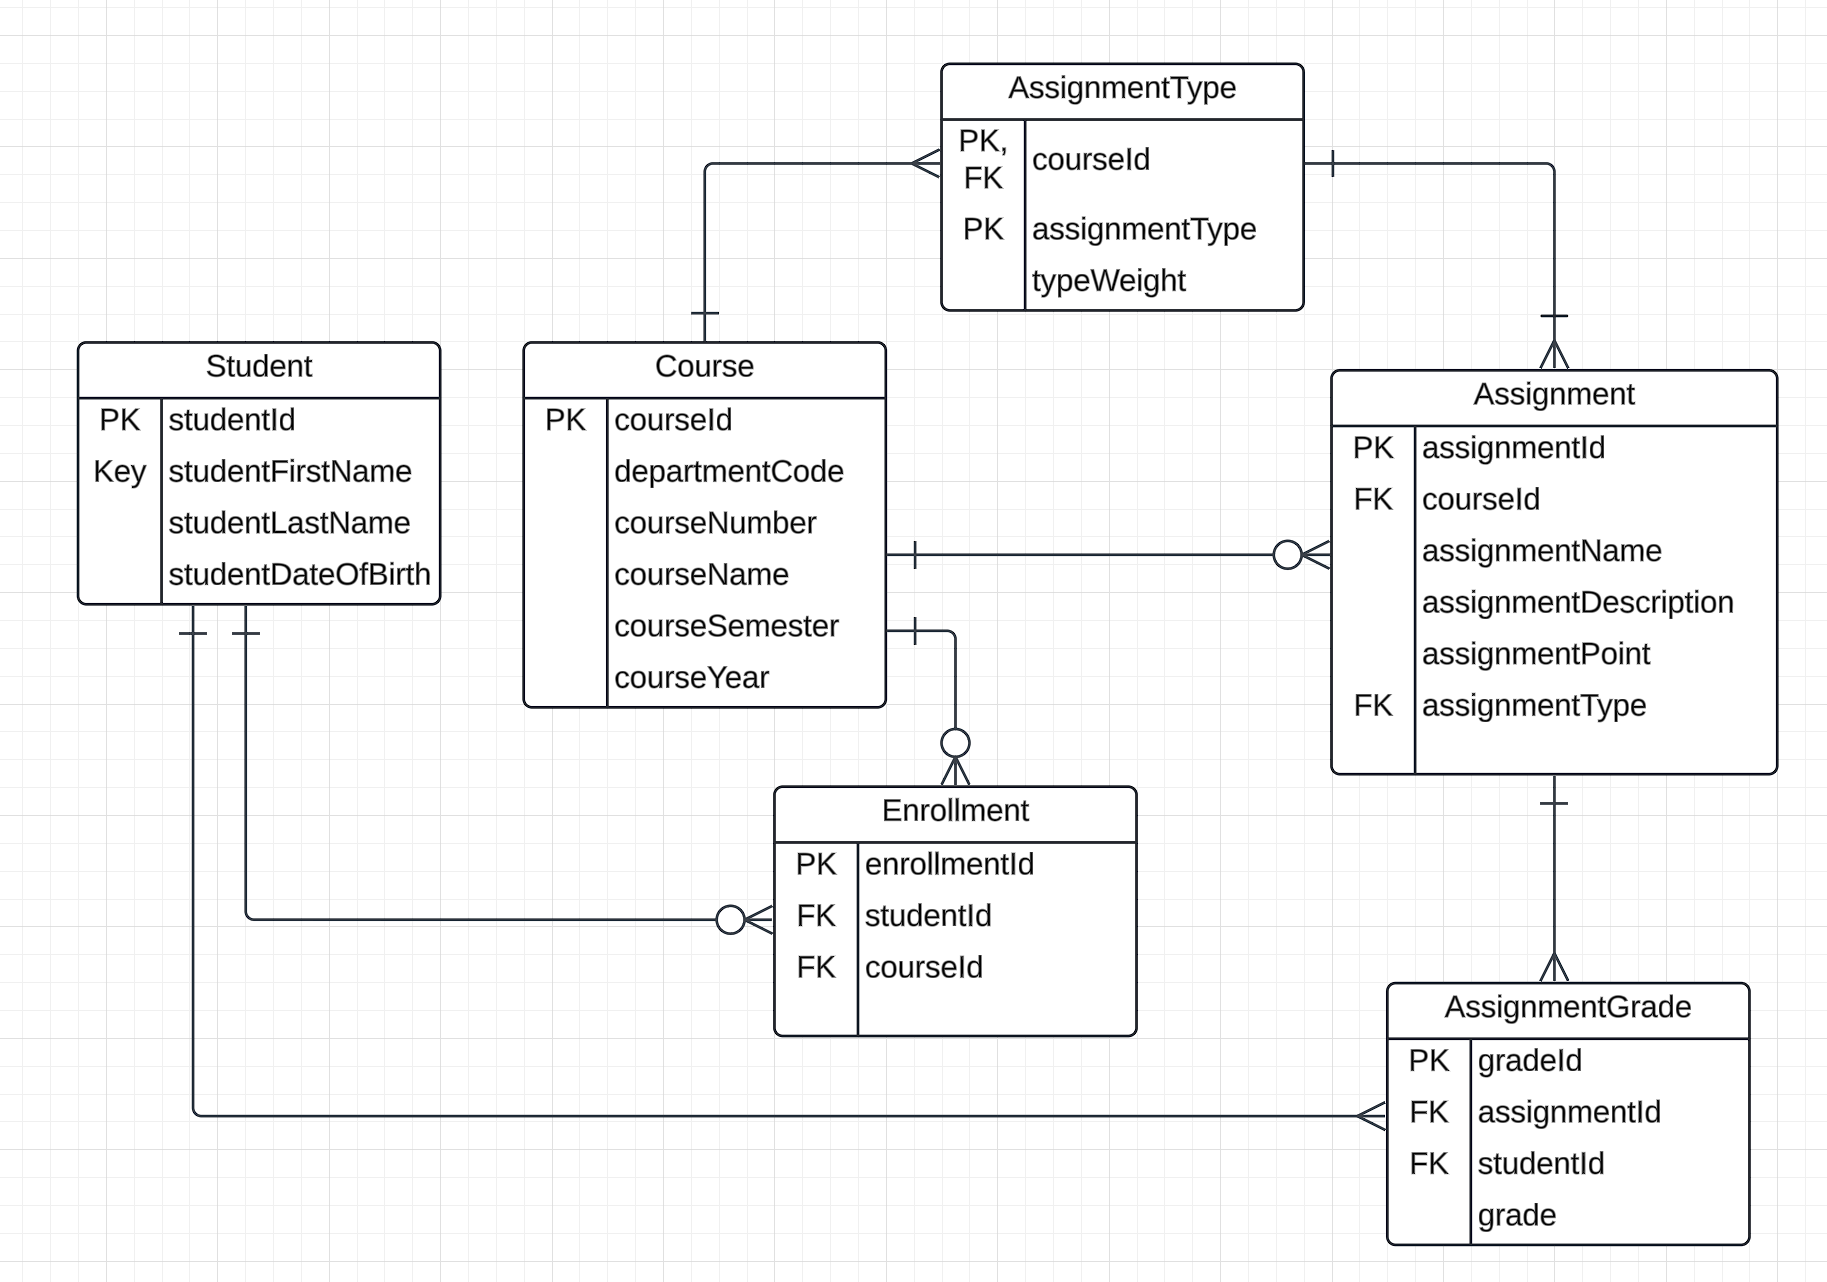 AssignmentType
PK,
FK courseId
PK assignmentType
typeWeight
Student
PK studentId
Key studentFirstName
studentLastName
studentDateOfBirth
Course
PK courseId
departmentCode
courseNumber
courseName
courseSemester
courseYear
Assignment
PK assignmentId
FK courseId
assignmentName
assignmentDescription
assignmentPoint
FK assignmentType
Enrollment
PK enrollmentId
FK studentId
FK courseId
AssignmentGrade
PK gradeId
FK assignmentId
FK studentId
grade